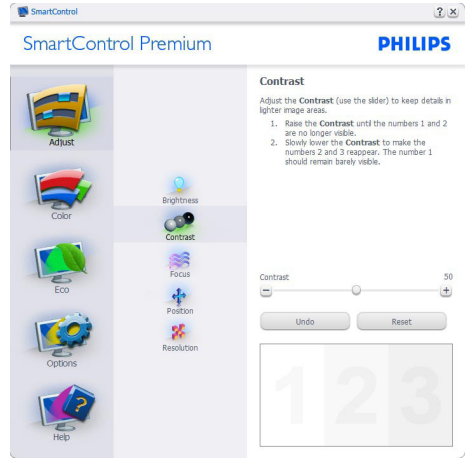 SmartControl
? ×
SmartControl Premium
PHILIPS
Adjust
Color
Eco
Options
Help
Brightness
Contrast
Focus
Position
Resolution
Contrast
Adjust the Contrast (use the slider) to keep details in
lighter image areas.
1. Raise the Contrast until the numbers 1 and 2
are no longer visible.
2. Slowly lower the Contrast to make the
numbers 2 and 3 reappear. The number 1
should remain barely visible.
Contrast 50
Undo Reset
1 2 3